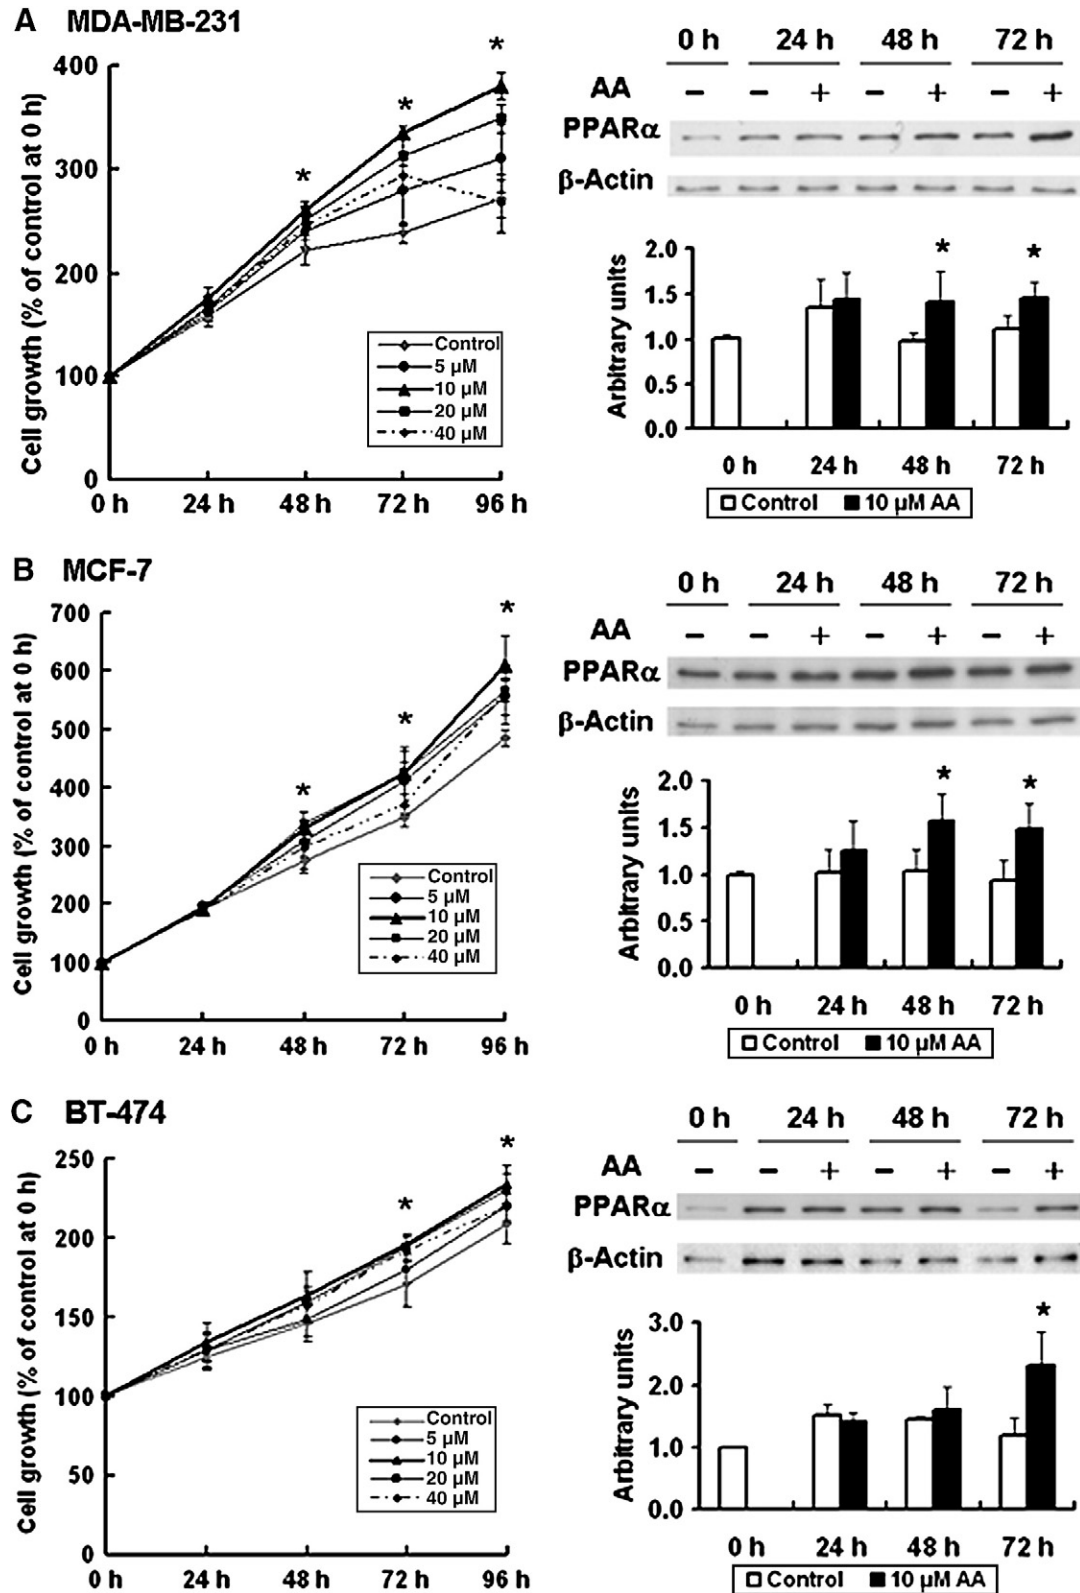 A MDA-MB-231
Cell growth (% of control at 0 h)
400
300
200
100
0
0 h 24 h 48 h 72 h 96 h
* * *
Control
5 µM
10 µM
20 µM
40 µM
0 h 24 h 48 h 72 h
AA − − + − + − +
PPARα
β-Actin
Arbitrary units
2.0
1.5
1.0
0.5
0.0
* *
0 h 24 h 48 h 72 h
Control 10 µM AA
B MCF-7
Cell growth (% of control at 0 h)
700
600
500
400
300
200
100
0
0 h 24 h 48 h 72 h 96 h
* * *
Control
5 µM
10 µM
20 µM
40 µM
0 h 24 h 48 h 72 h
AA − − + − + − +
PPARα
β-Actin
Arbitrary units
2.0
1.5
1.0
0.5
0.0
* *
0 h 24 h 48 h 72 h
Control 10 µM AA
C BT-474
Cell growth (% of control at 0 h)
250
200
150
100
50
0
0 h 24 h 48 h 72 h 96 h
* *
Control
5 µM
10 µM
20 µM
40 µM
0 h 24 h 48 h 72 h
AA − − + − + − +
PPARα
β-Actin
Arbitrary units
3.0
2.0
1.0
0.0
*
0 h 24 h 48 h 72 h
Control 10 µM AA